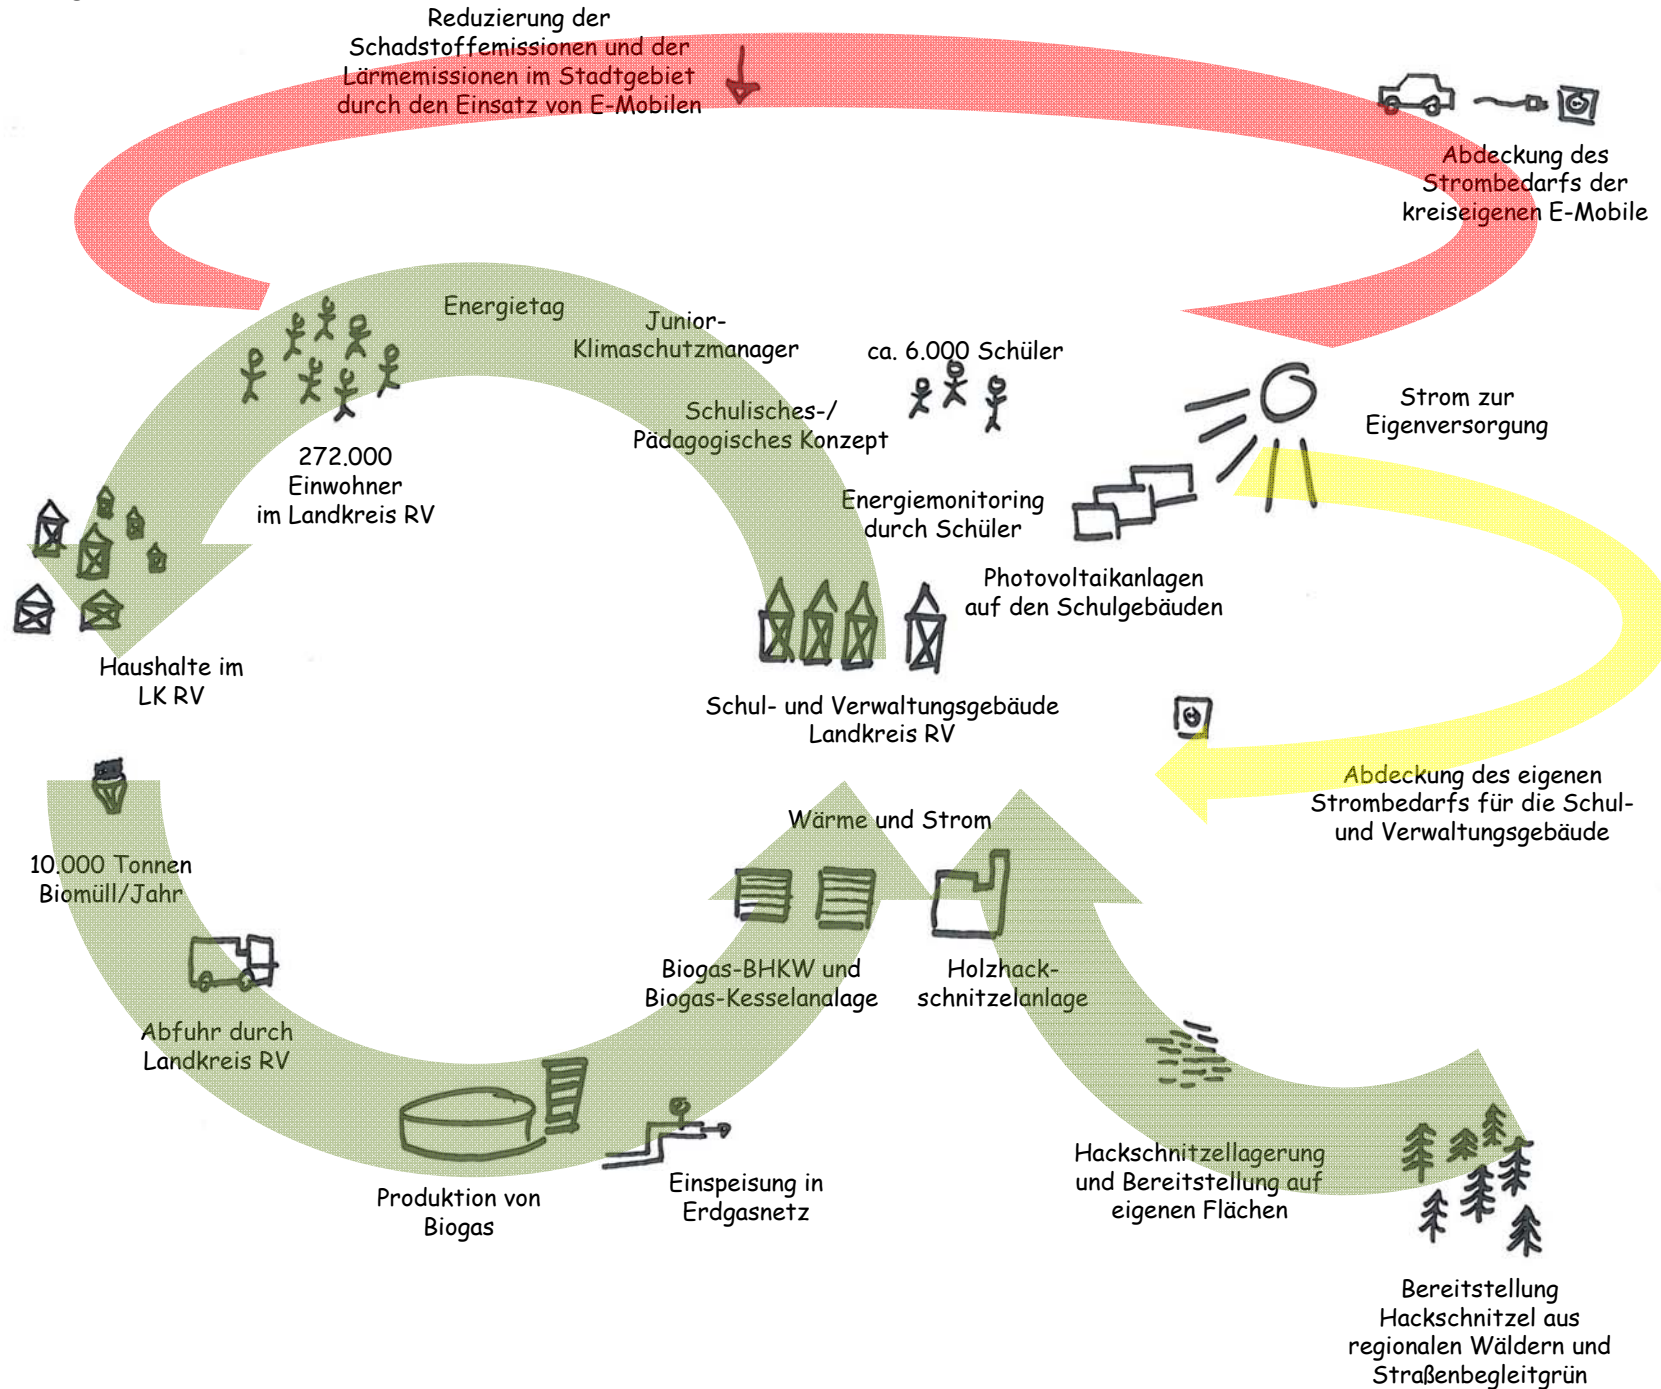 Reduzierung der
Schadstoffemissionen und der
Lärmemissionen im Stadtgebiet
durch den Einsatz von E-Mobilen
Abdeckung des
Strombedarfs der
kreiseigenen E-Mobile
Energietag
Junior-
Klimaschutzmanager
ca. 6.000 Schüler
Schulisches-/
Pädagogisches Konzept
Strom zur
Eigenversorgung
272.000
Einwohner
im Landkreis RV
Energiemonitoring
durch Schüler
Photovoltaikanlagen
auf den Schulgebäuden
Haushalte im
LK RV
Schul- und Verwaltungsgebäude
Landkreis RV
Abdeckung des eigenen
Strombedarfs für die Schul-
und Verwaltungsgebäude
Wärme und Strom
10.000 Tonnen
Biomüll/Jahr
Biogas-BHKW und
Biogas-Kesselanalage
Holzhack-
schnitzelanlage
Abfuhr durch
Landkreis RV
Produktion von
Biogas
Einspeisung in
Erdgasnetz
Hackschnitzellagerung
und Bereitstellung auf
eigenen Flächen
Bereitstellung
Hackschnitzel aus
regionalen Wäldern und
Straßenbegleitgrün